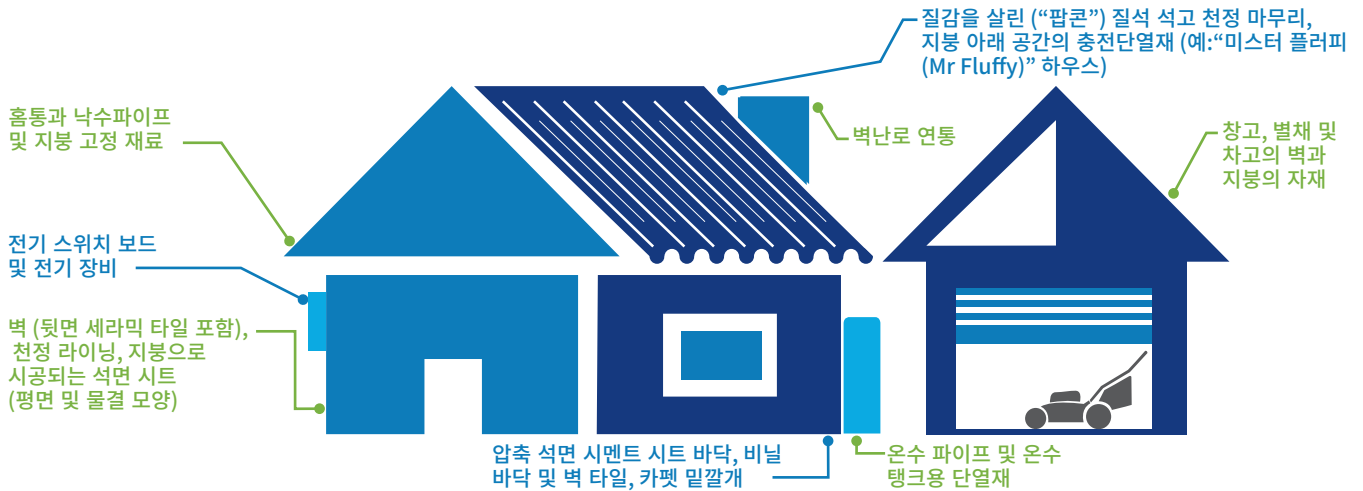 질감을 살린 (“팝콘”) 질석 석고 천정 마무리,
지붕 아래 공간의 충전단열재 (예:“미스터 플러피
(Mr Fluffy)” 하우스)
홈통과 낙수파이프
및 지붕 고정 재료
벽난로 연통
창고, 별채 및
차고의 벽과
지붕의 자재
전기 스위치 보드
및 전기 장비
벽 (뒷면 세라믹 타일 포함),
천정 라이닝, 지붕으로
시공되는 석면 시트
(평면 및 물결 모양)
압축 석면 시멘트 시트 바닥, 비닐
바닥 및 벽 타일, 카펫 밑깔개
온수 파이프 및 온수
탱크용 단열재